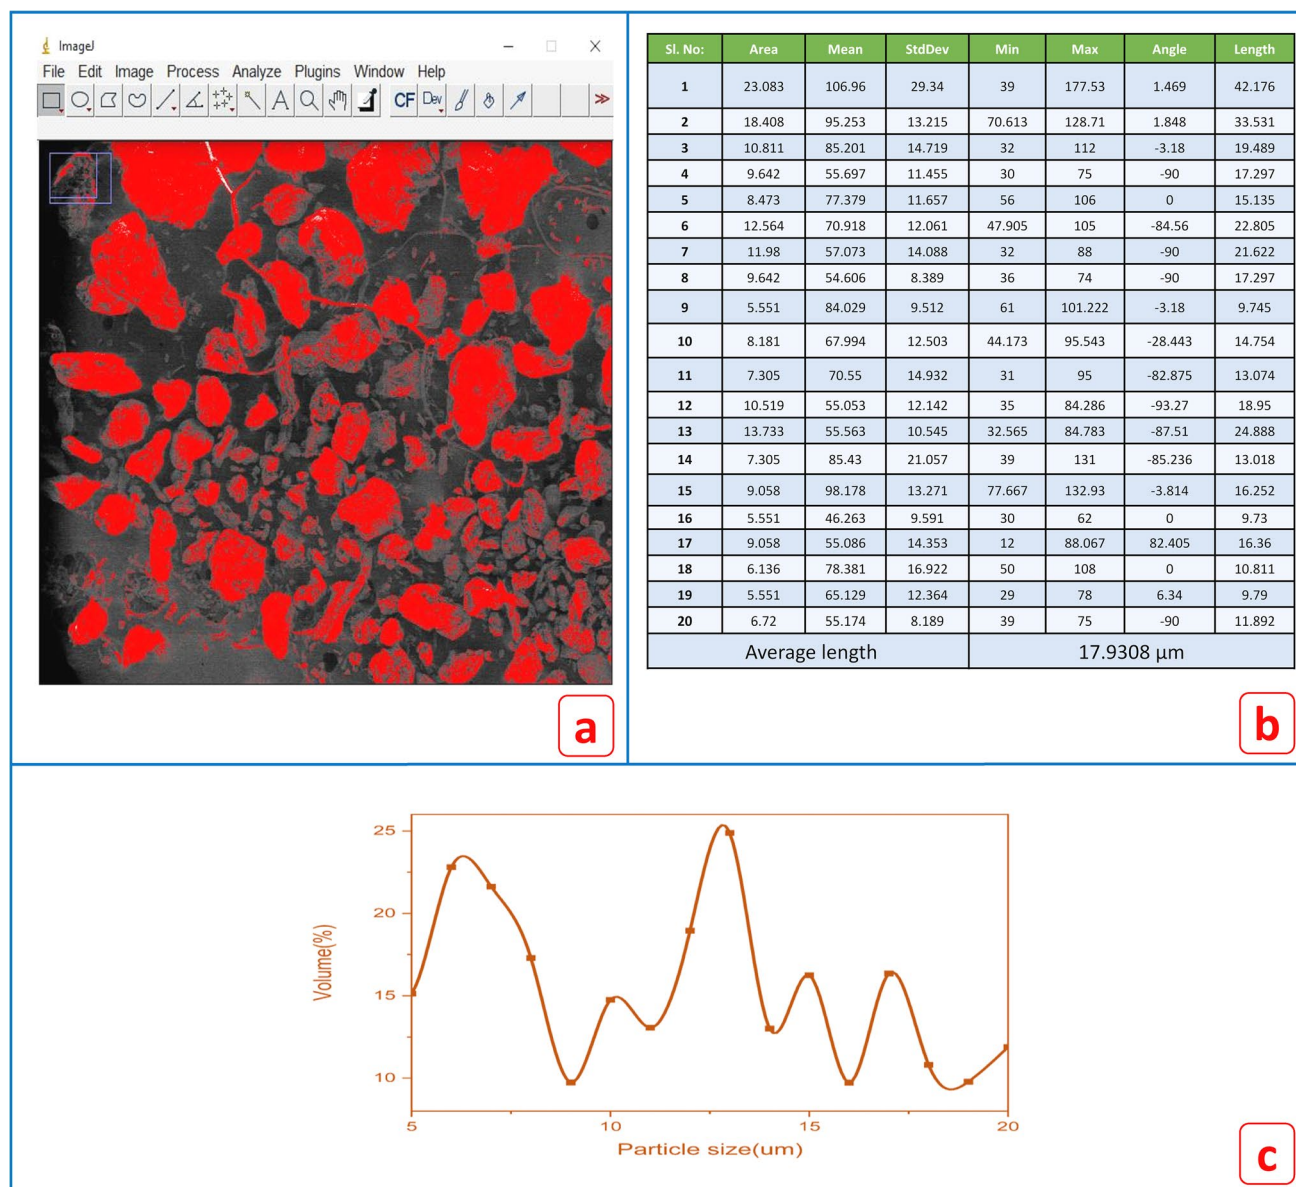 ImageJ
File Edit Image Process Analyze Plugins Window Help
A CF Dev
a
Sl. No: Area Mean StdDev Min Max Angle Length
1 23.083 106.96 29.34 39 177.53 1.469 42.176
2 18.408 95.253 13.215 70.613 128.71 1.848 33.531
3 10.811 85.201 14.719 32 112 -3.18 19.489
4 9.642 55.697 11.455 30 75 -90 17.297
5 8.473 77.379 11.657 56 106 0 15.135
6 12.564 70.918 12.061 47.905 105 -84.56 22.805
7 11.98 57.073 14.088 32 88 -90 21.622
8 9.642 54.606 8.389 36 74 -90 17.297
9 5.551 84.029 9.512 61 101.222 -3.18 9.745
10 8.181 67.994 12.503 44.173 95.543 -28.443 14.754
11 7.305 70.55 14.932 31 95 -82.875 13.074
12 10.519 55.053 12.142 35 84.286 -93.27 18.95
13 13.733 55.563 10.545 32.565 84.783 -87.51 24.888
14 7.305 85.43 21.057 39 131 -85.236 13.018
15 9.058 98.178 13.271 77.667 132.93 -3.814 16.252
16 5.551 46.263 9.591 30 62 0 9.73
17 9.058 55.086 14.353 12 88.067 82.405 16.36
18 6.136 78.381 16.922 50 108 0 10.811
19 5.551 65.129 12.364 29 78 6.34 9.79
20 6.72 55.174 8.189 39 75 -90 11.892
Average length 17.9308 μm
b
25
20
15
10
Volume(%)
5 10 15 20
Particle size(um)
c